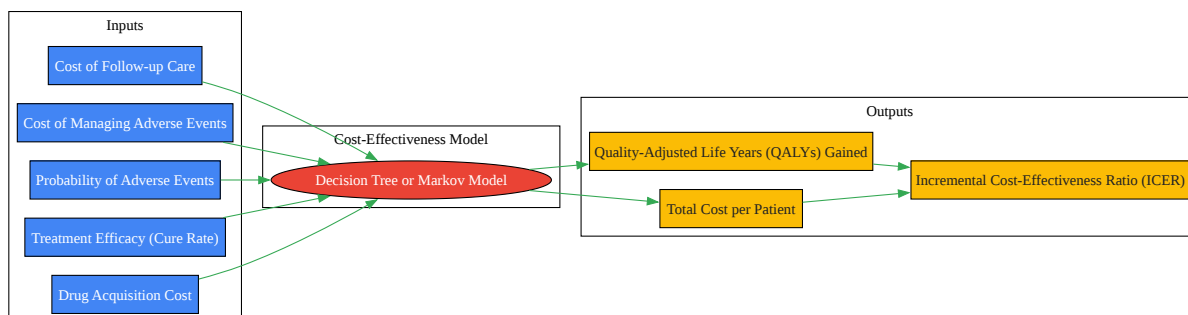 Inputs
Cost of Follow-up Care
Cost of Managing Adverse Events
Probability of Adverse Events
Treatment Efficacy (Cure Rate)
Drug Acquisition Cost
Cost-Effectiveness Model
Decision Tree or Markov Model
Outputs
Quality-Adjusted Life Years (QALYs) Gained
Total Cost per Patient
Incremental Cost-Effectiveness Ratio (ICER)